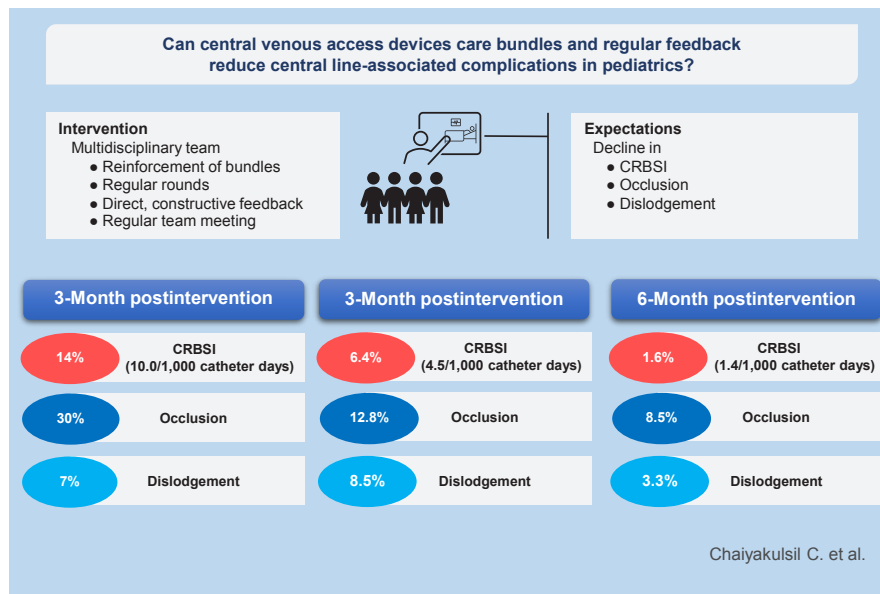 Can central venous access devices care bundles and regular feedback
reduce central line-associated complications in pediatrics?
Intervention
Multidisciplinary team
● Reinforcement of bundles
● Regular rounds
● Direct, constructive feedback
● Regular team meeting
Expectations
Decline in
● CRBSI
● Occlusion
● Dislodgement
3-Month postintervention
14%
CRBSI
(10.0/1,000 catheter days)
30%
Occlusion
7%
Dislodgement
3-Month postintervention
6.4%
CRBSI
(4.5/1,000 catheter days)
12.8%
Occlusion
8.5%
Dislodgement
6-Month postintervention
1.6%
CRBSI
(1.4/1,000 catheter days)
8.5%
Occlusion
3.3%
Dislodgement
Chaiyakulsil C. et al.